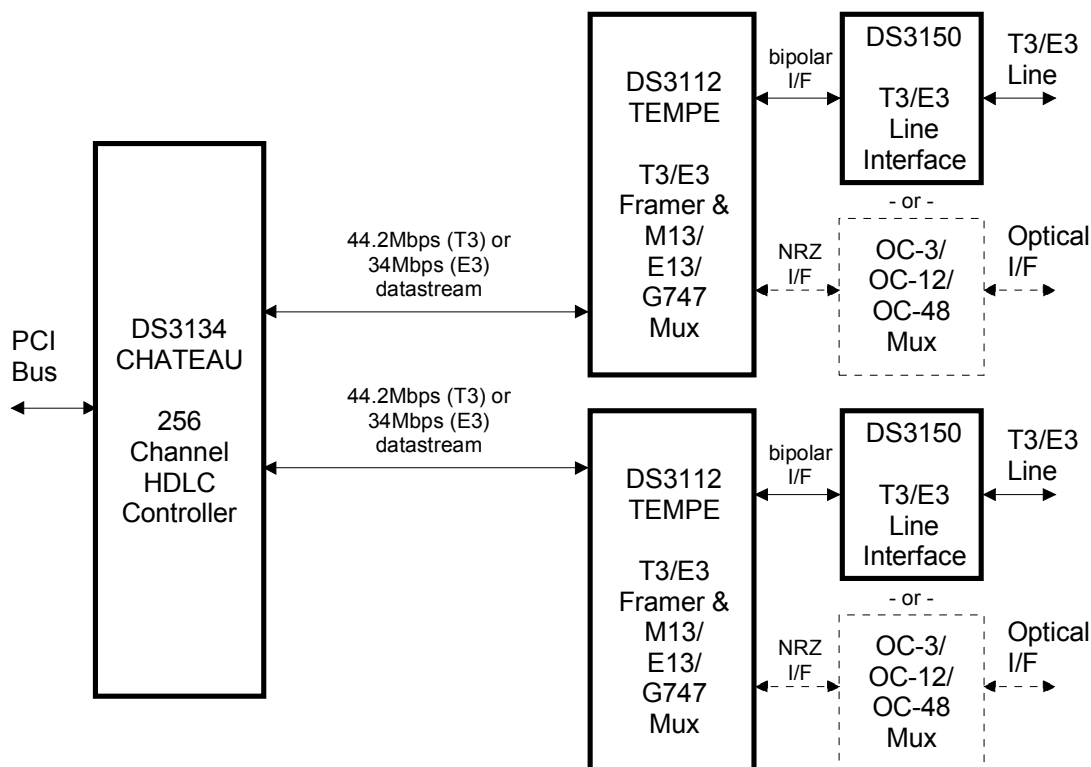 PCI
Bus
DS3134
CHATEAU
256
Channel
HDLC
Controller
44.2Mbps (T3) or
34Mbps (E3)
datastream
44.2Mbps (T3) or
34Mbps (E3)
datastream
DS3112
TEMPE
T3/E3
Framer &
M13/
E13/
G747
Mux
bipolar
I/F
DS3150
T3/E3
Line
Interface
T3/E3
Line
- or -
NRZ
I/F
OC-3/
OC-12/
OC-48
Mux
Optical
I/F
DS3112
TEMPE
T3/E3
Framer &
M13/
E13/
G747
Mux
bipolar
I/F
DS3150
T3/E3
Line
Interface
T3/E3
Line
- or -
NRZ
I/F
OC-3/
OC-12/
OC-48
Mux
Optical
I/F